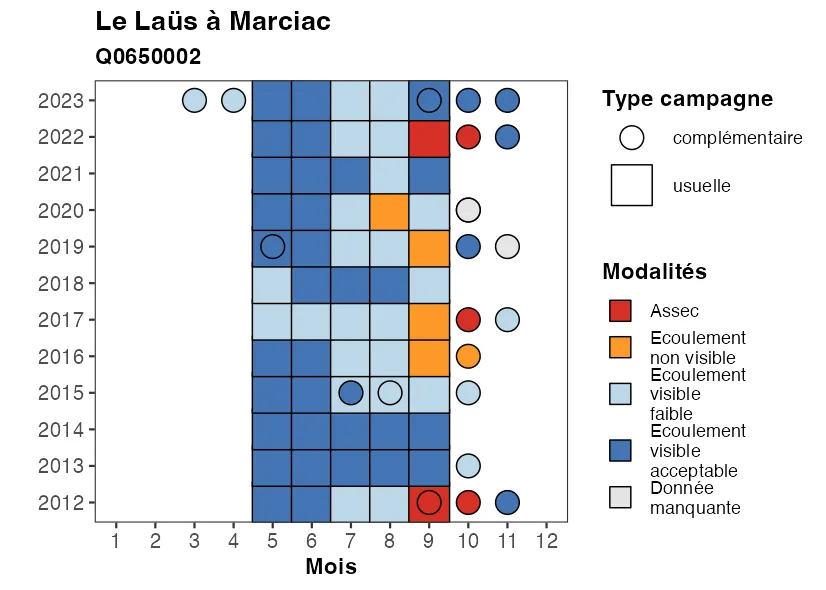 Le Laüs à Marciac
Q0650002
2023
2022
2021
2020
2019
2018
2017
2016
2015
2014
2013
2012
1 2 3 4 5 6 7 8 9 10 11 12
Mois
Type campagne
complémentaire
usuelle
Modalités
Assec
Ecoulement
non visible
Ecoulement
visible
faible
Ecoulement
visible
acceptable
Donnée
manquante